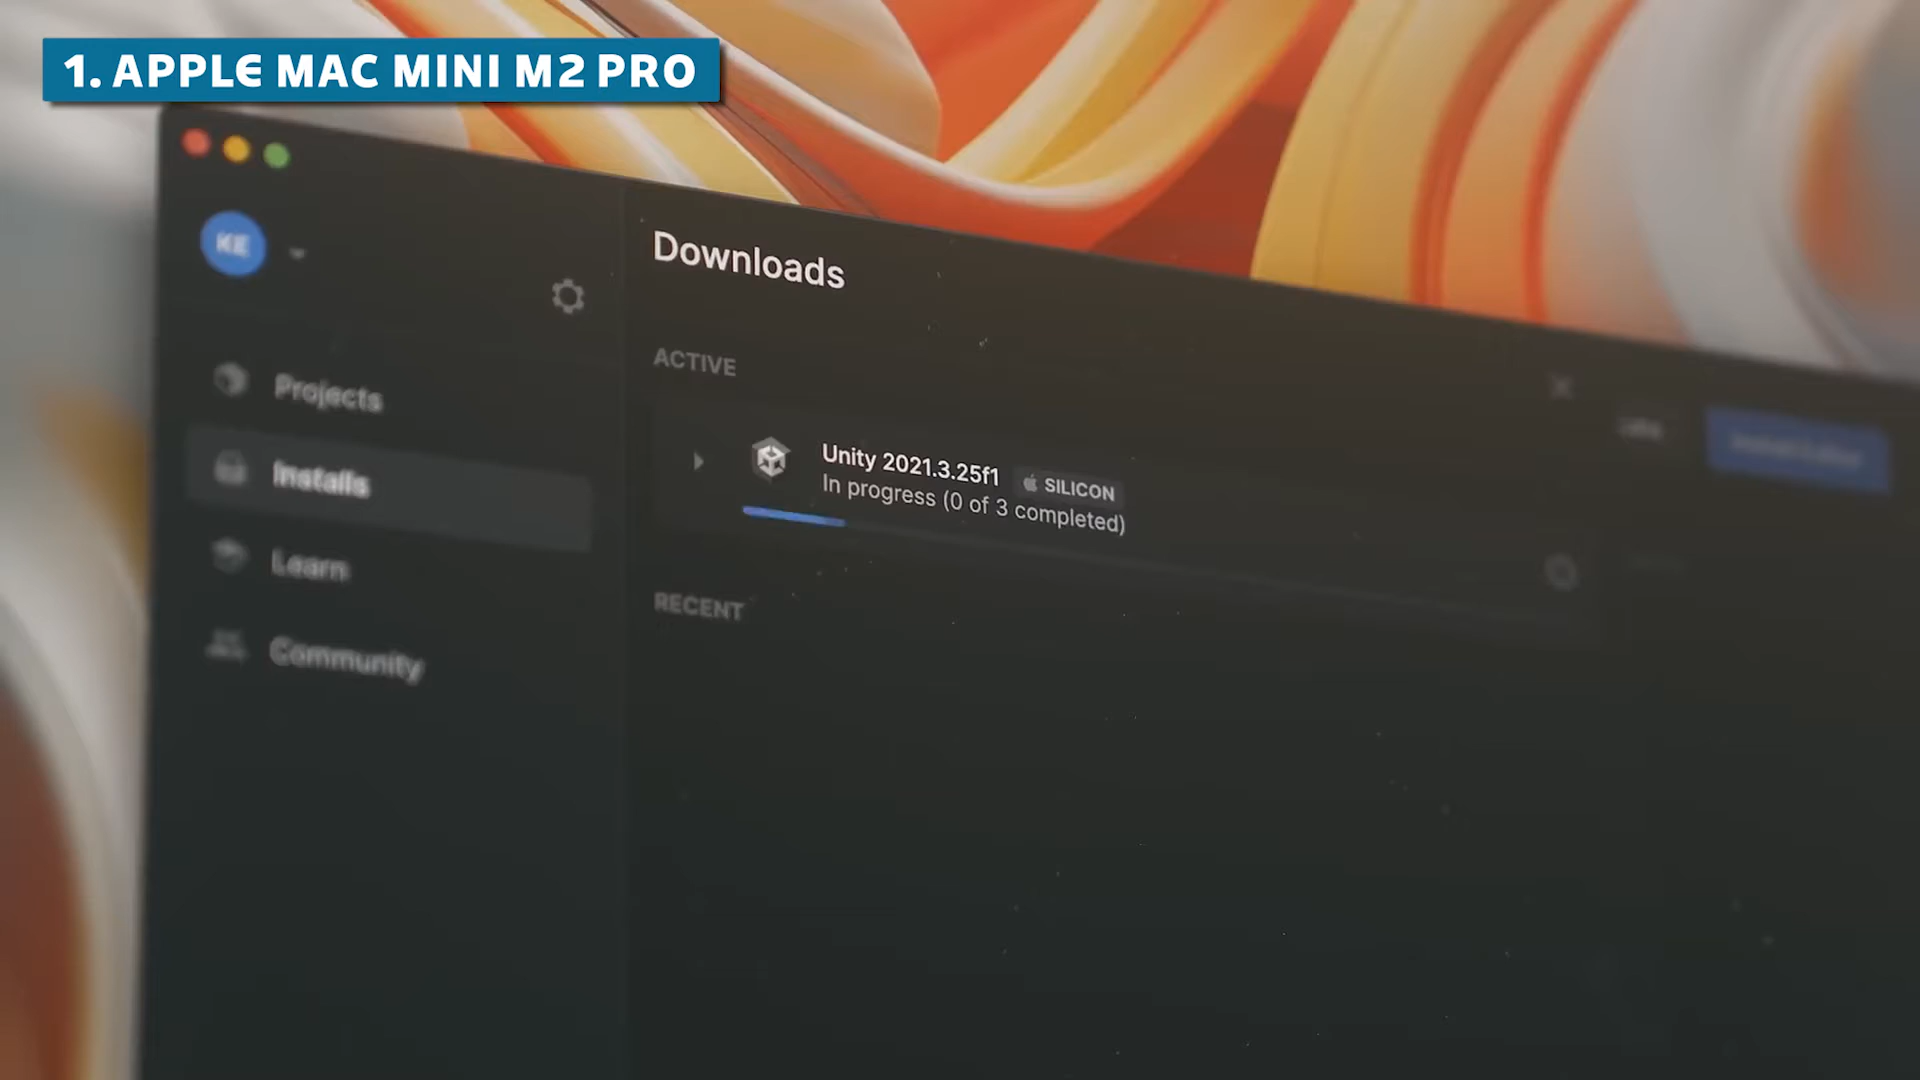 1. APPLE MAC MINI M2 PRO
KE
Downloads
ACTIVE
Projects
Unity 2021.3.25f1 SILICON
In progress (0 of 3 completed)
Installs
Learn
RECENT
Community